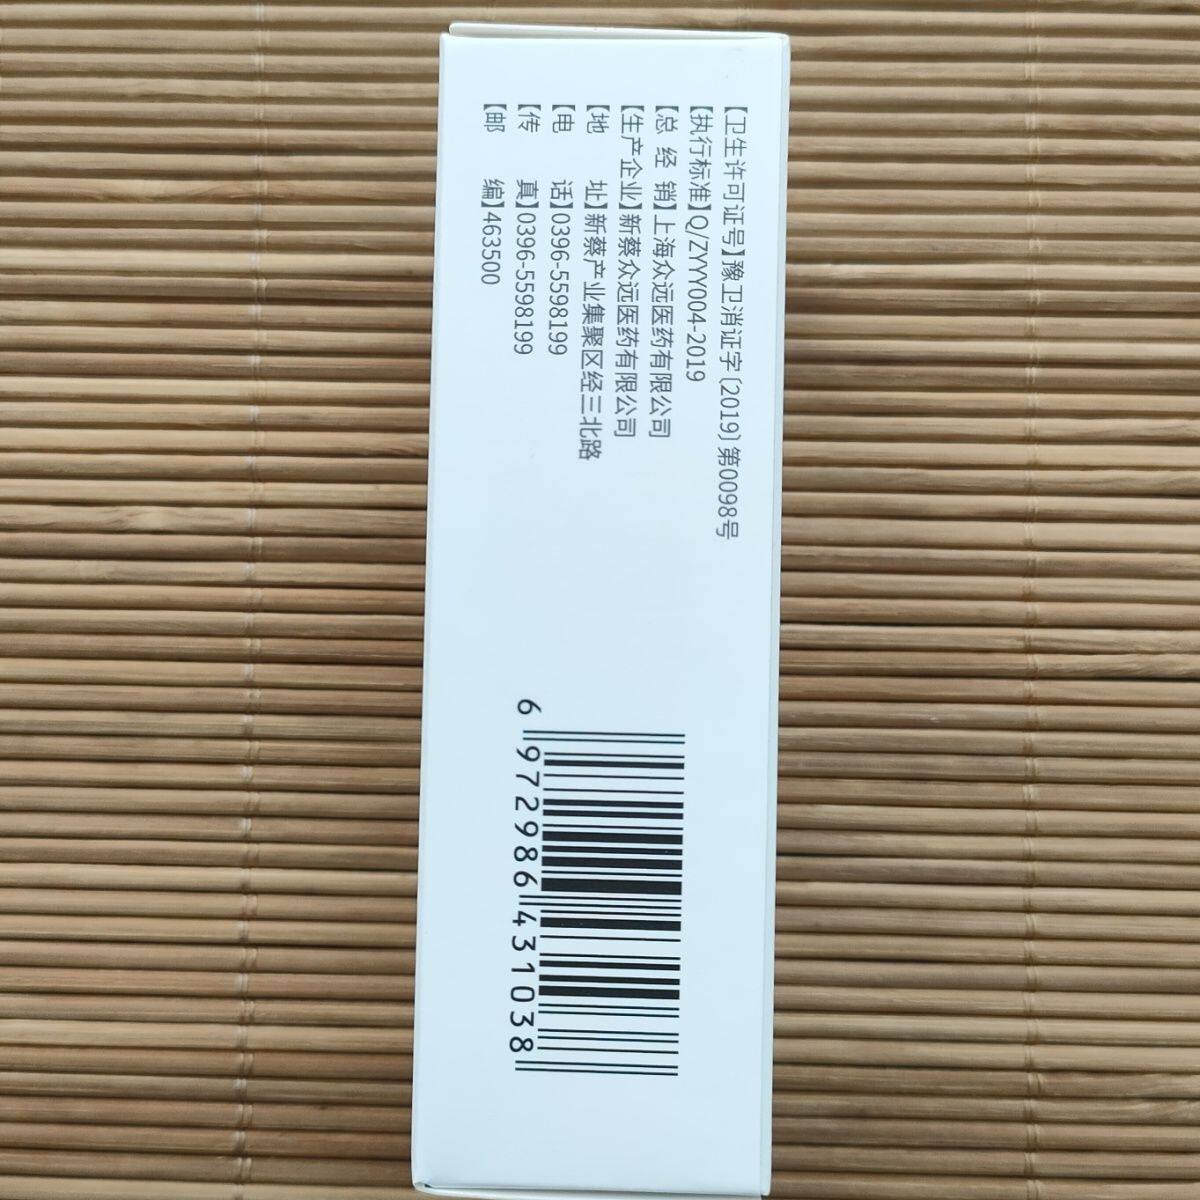 【卫生许可证号】豫卫消证字〔2019〕第0098号
【执行标准】Q/ZYYY004-2019
【总 经 销】上海众远医药有限公司
【生产企业】新蔡众远医药有限公司
【地 址】新蔡产业集聚区经三北路
【电 话】0396-5598199
【传 真】0396-5598199
【邮 编】463500
6 972986 431038